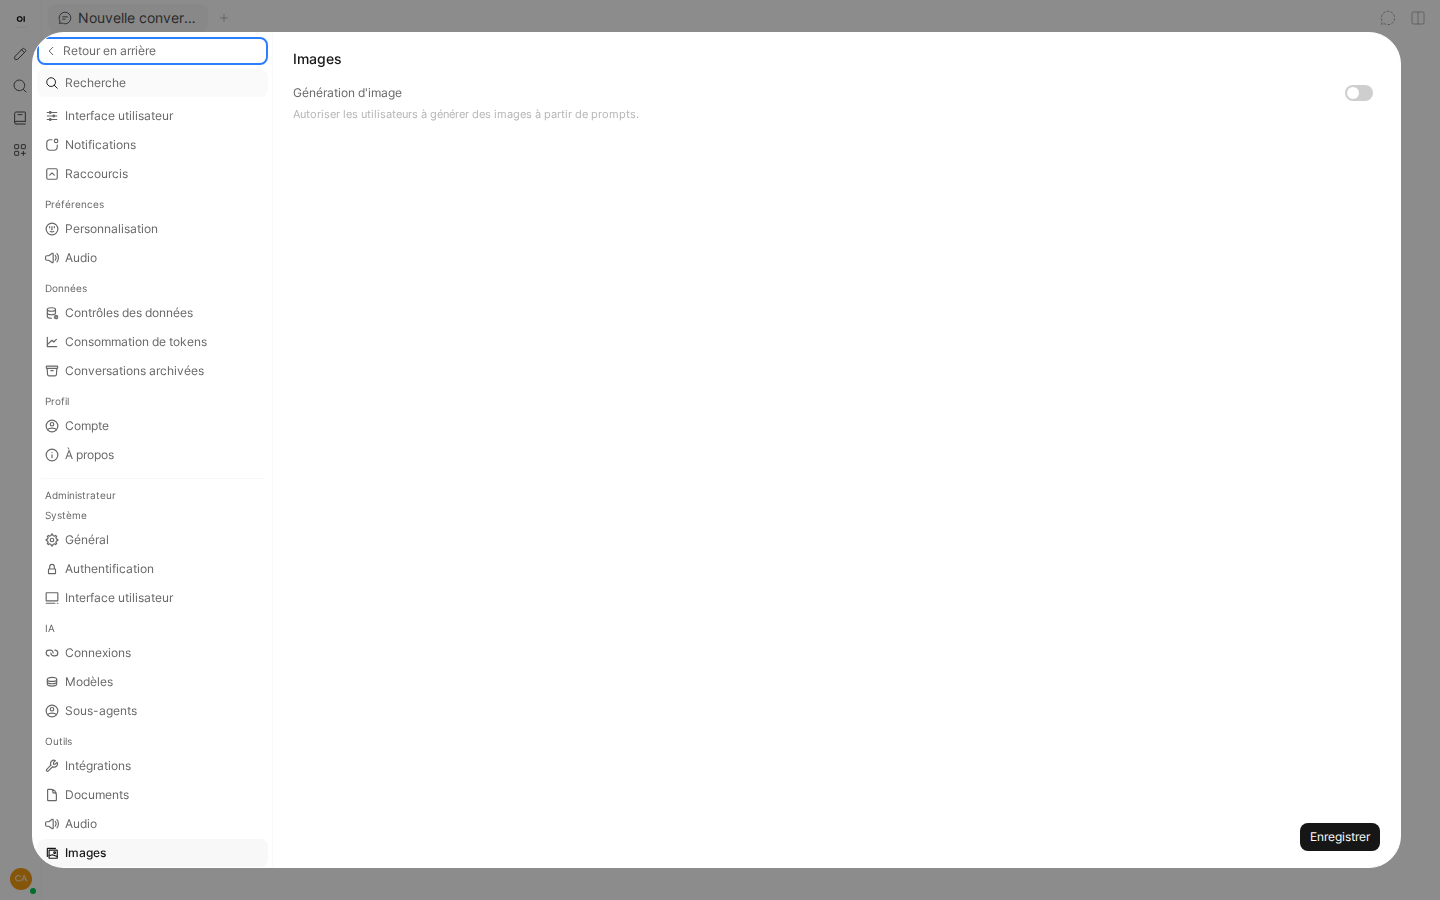 OI
Nouvelle conver...
Retour en arrière
Recherche
Interface utilisateur
Notifications
Raccourcis
Préférences
Personnalisation
Audio
Données
Contrôles des données
Consommation de tokens
Conversations archivées
Profil
Compte
À propos
Administrateur
Système
Général
Authentification
Interface utilisateur
IA
Connexions
Modèles
Sous-agents
Outils
Intégrations
Documents
Audio
Images
Images
Génération d'image
Autoriser les utilisateurs à générer des images à partir de prompts.
Enregistrer
CA